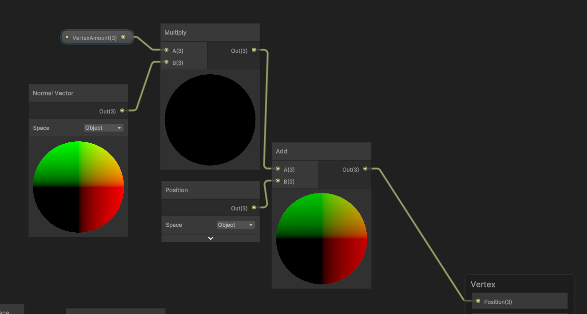 Multiply
VertexAmount(3)
A(3)
Out(3)
B(3)
Normal Vector
Out(3)
Space
Object
Add
A(3)
Out(3)
B(3)
Position
Out(3)
Space
Object
Vertex
Position(3)